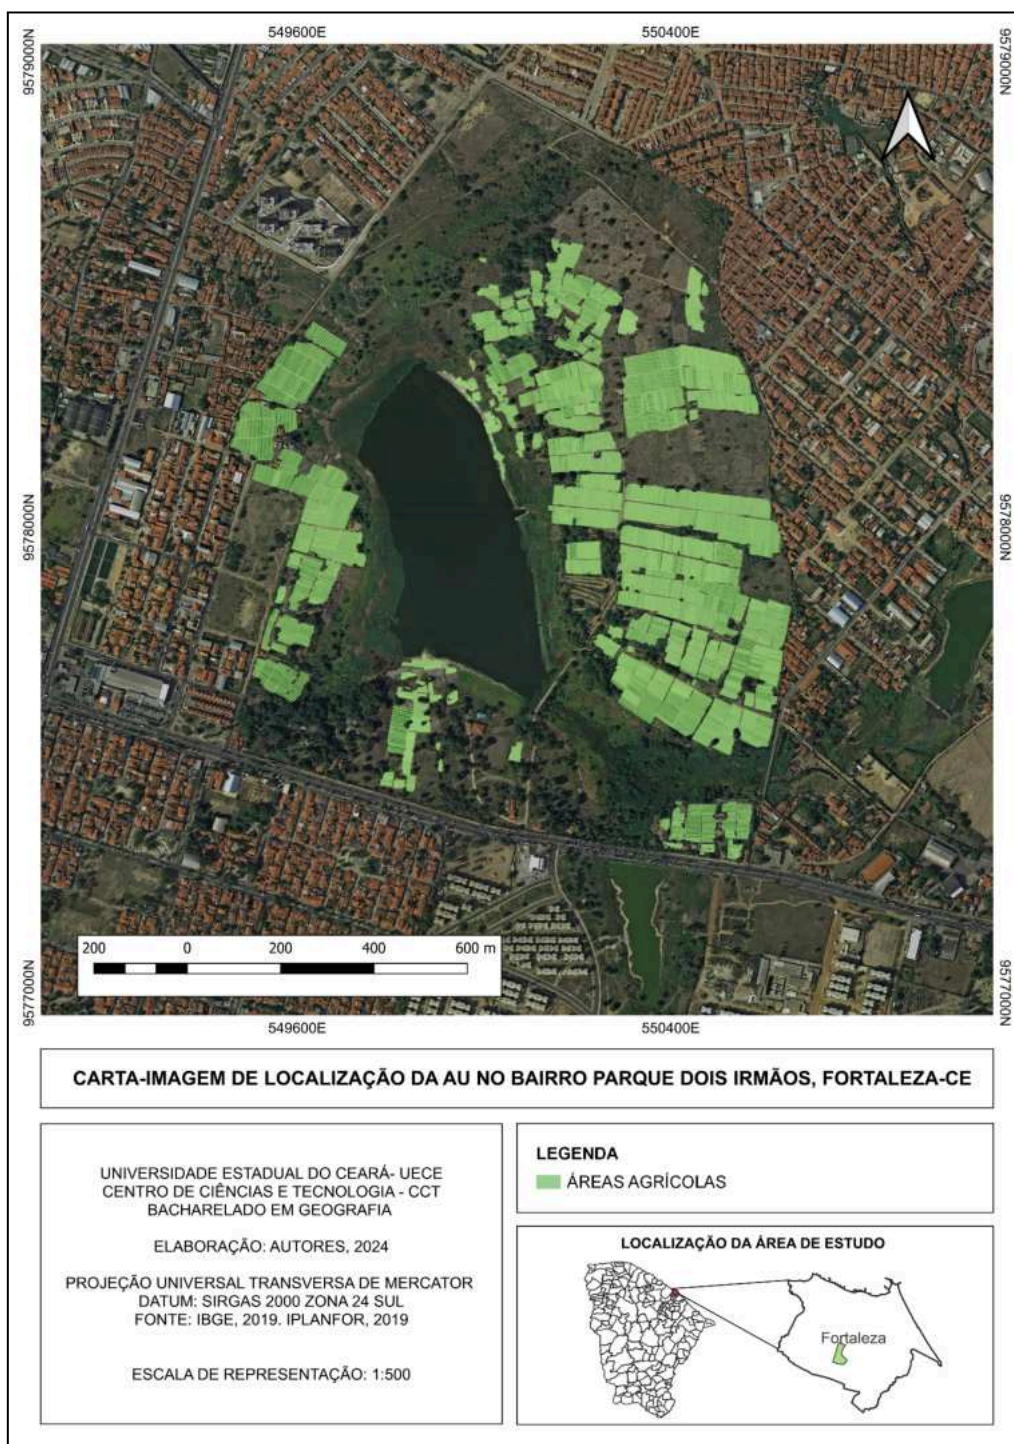 549600E
550400E
9579000N
9579000N
9578000N
9578000N
200 0 200 400 600 m
9577000N
9577000N
549600E
550400E
CARTA-IMAGEM DE LOCALIZAÇÃO DA AU NO BAIRRO PARQUE DOIS IRMÃOS, FORTALEZA-CE
UNIVERSIDADE ESTADUAL DO CEARÁ- UECE
CENTRO DE CIÊNCIAS E TECNOLOGIA - CCT
BACHARELADO EM GEOGRAFIA
ELABORAÇÃO: AUTORES, 2024
PROJEÇÃO UNIVERSAL TRANSVERSA DE MERCATOR
DATUM: SIRGAS 2000 ZONA 24 SUL
FONTE: IBGE, 2019. IPLANFOR, 2019
ESCALA DE REPRESENTAÇÃO: 1:500
LEGENDA
ÁREAS AGRÍCOLAS
LOCALIZAÇÃO DA ÁREA DE ESTUDO
Fortaleza